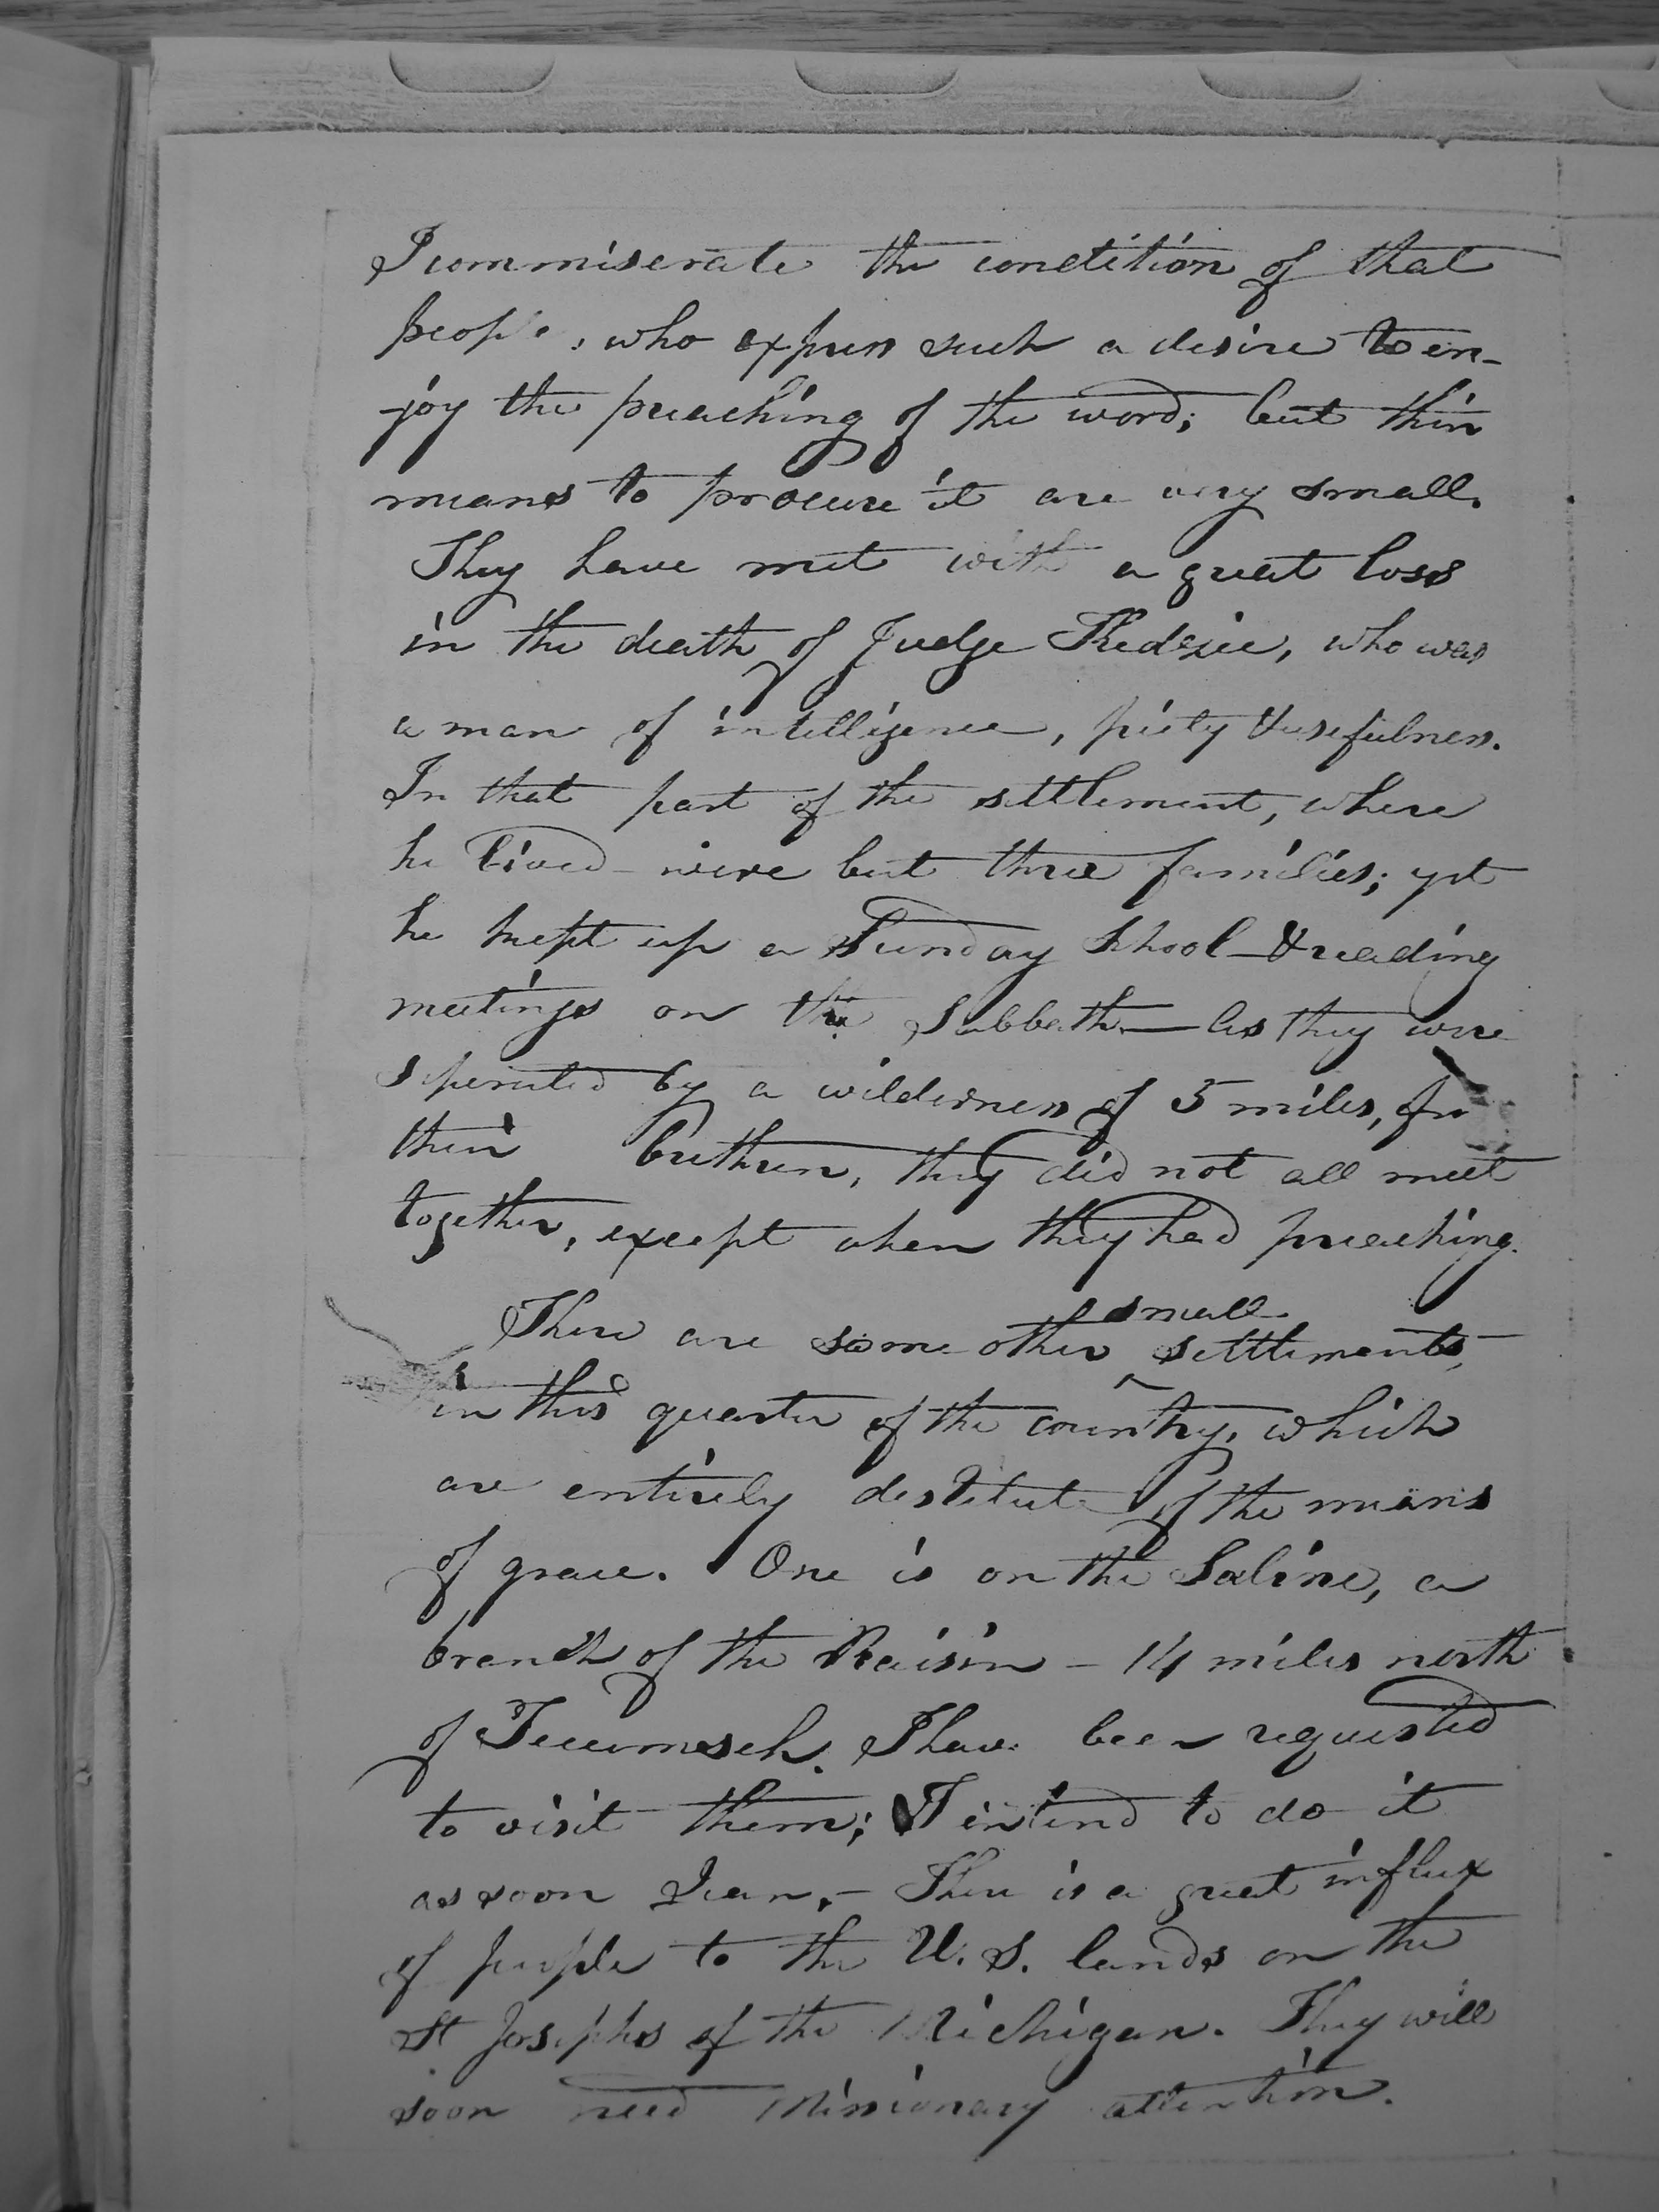 I commiserate the condition of that
people, who express such a desire to en-
joy the preaching of the word; but their
means to procure it are very small.
They have met with a great loss
in the death of Judge Kedzie, who was
a man of intelligence, piety & usefulness.
In that part of the settlement, where
he lived were but three families; yet
he kept up a Sunday School - & reading
meetings on the Sabbath. — As they were
seperated by a wilderness of 5 miles, from
their brethren, they did not all meet
together, except when they had preaching.
There are some other ^small settlements,
in this quarter of the country, which
are entirely destitute of the means
of grace. One is on the Saline, a
branch of the Raisin - 14 miles north
of Tecumseh. I have been requested
to visit them; & I intend to do it
as soon I can. - There is a great influx
of people to the U. S. lands on the
St Josephs of the Michigan. They will
soon need Missionary attention.